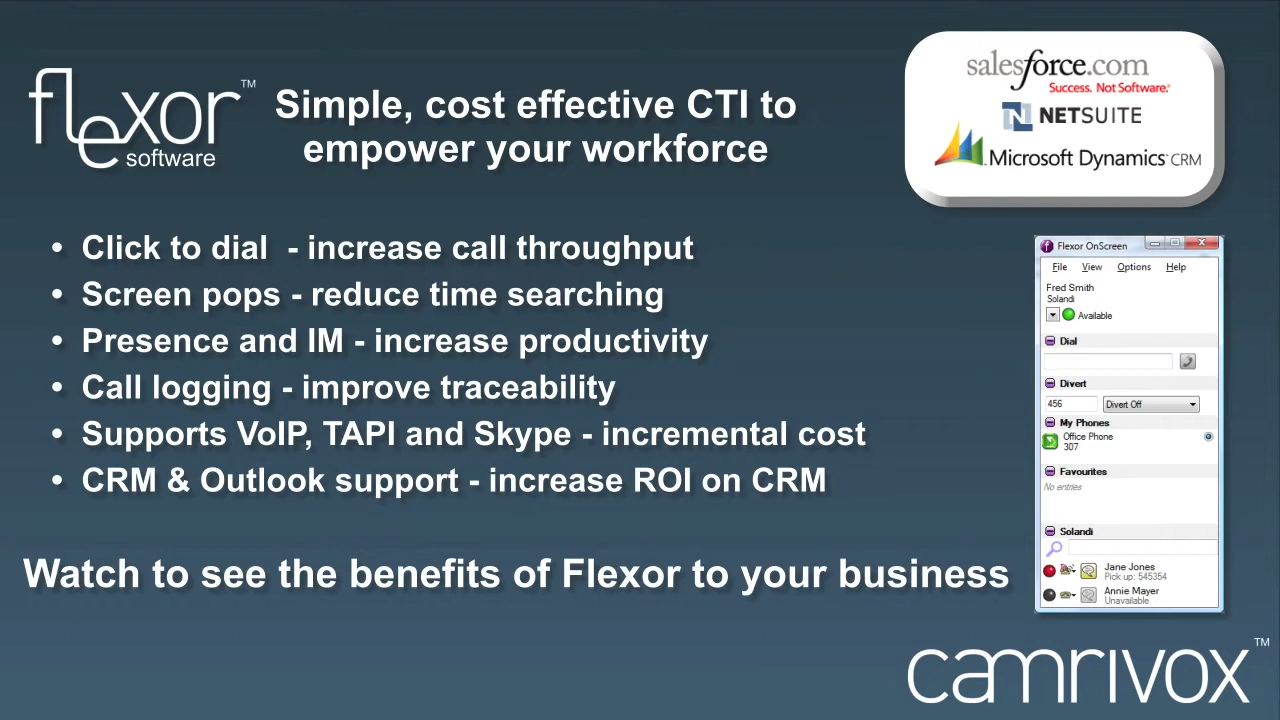 flexor™
software
Simple, cost effective CTI to
empower your workforce
salesforce.com
Success. Not Software.®
NETSUITE
Microsoft Dynamics™ CRM
• Click to dial - increase call throughput
• Screen pops - reduce time searching
• Presence and IM - increase productivity
• Call logging - improve traceability
• Supports VoIP, TAPI and Skype - incremental cost
• CRM & Outlook support - increase ROI on CRM
Watch to see the benefits of Flexor to your business
Flexor OnScreen
File View Options Help
Fred Smith
Solandi
Available
Dial
Divert
456 Divert Off
My Phones
Office Phone
307
Favourites
No entries
Solandi
Jane Jones
Pick up: 545354
Annie Mayer
Unavailable
camrivox™